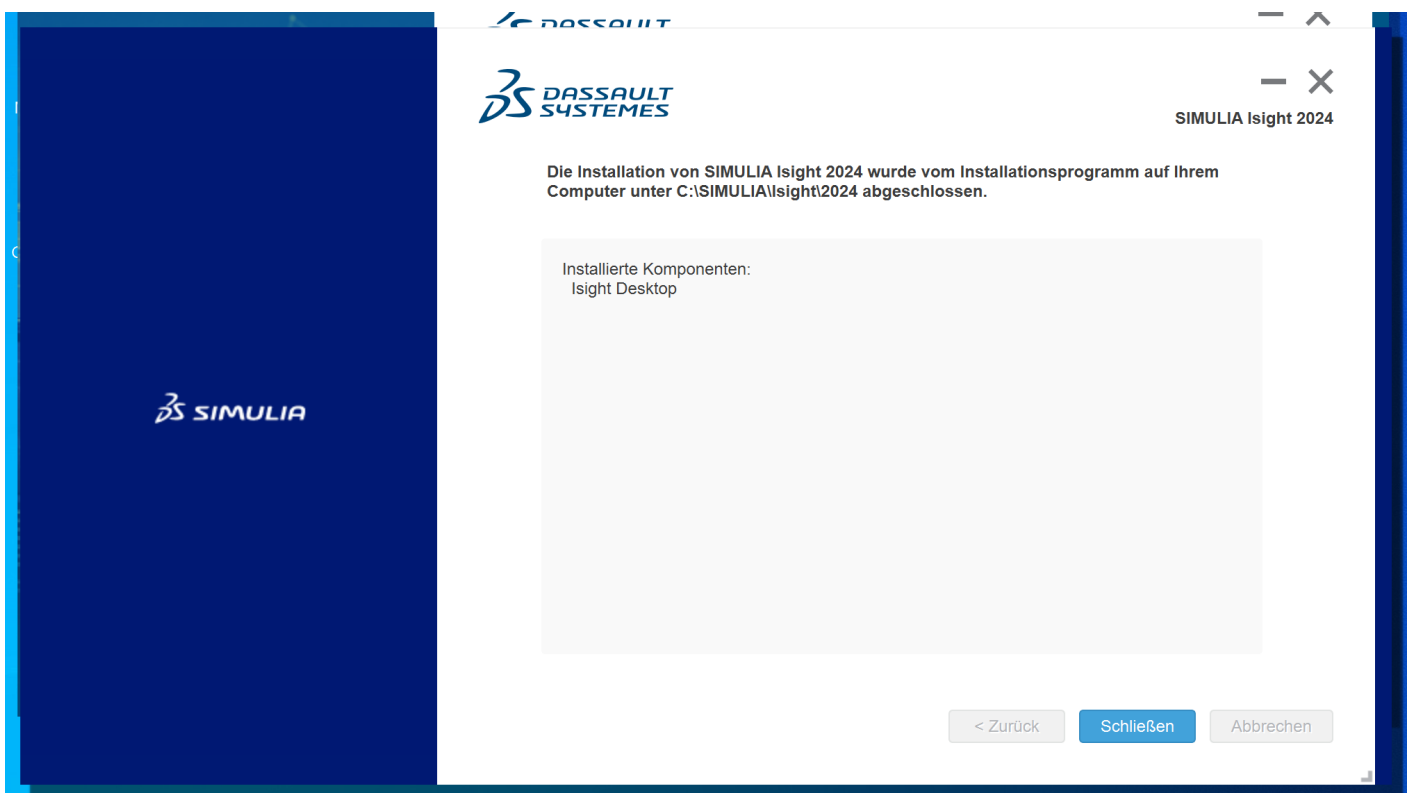 DASSAULT
DASSAULT
SYSTEMES
SIMULIA Isight 2024
Die Installation von SIMULIA Isight 2024 wurde vom Installationsprogramm auf Ihrem
Computer unter C:\SIMULIA\Isight\2024 abgeschlossen.
Installierte Komponenten:
Isight Desktop
SIMULIA
< Zurück
Schließen
Abbrechen